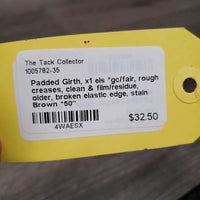 The Tack Collector
1005782-35
Padded Girth, x1 els *gc/fair, rough
creases, clean & film/residue,
older, broken elastic edge, stain
Brown *50"
$32.50
4WAESX